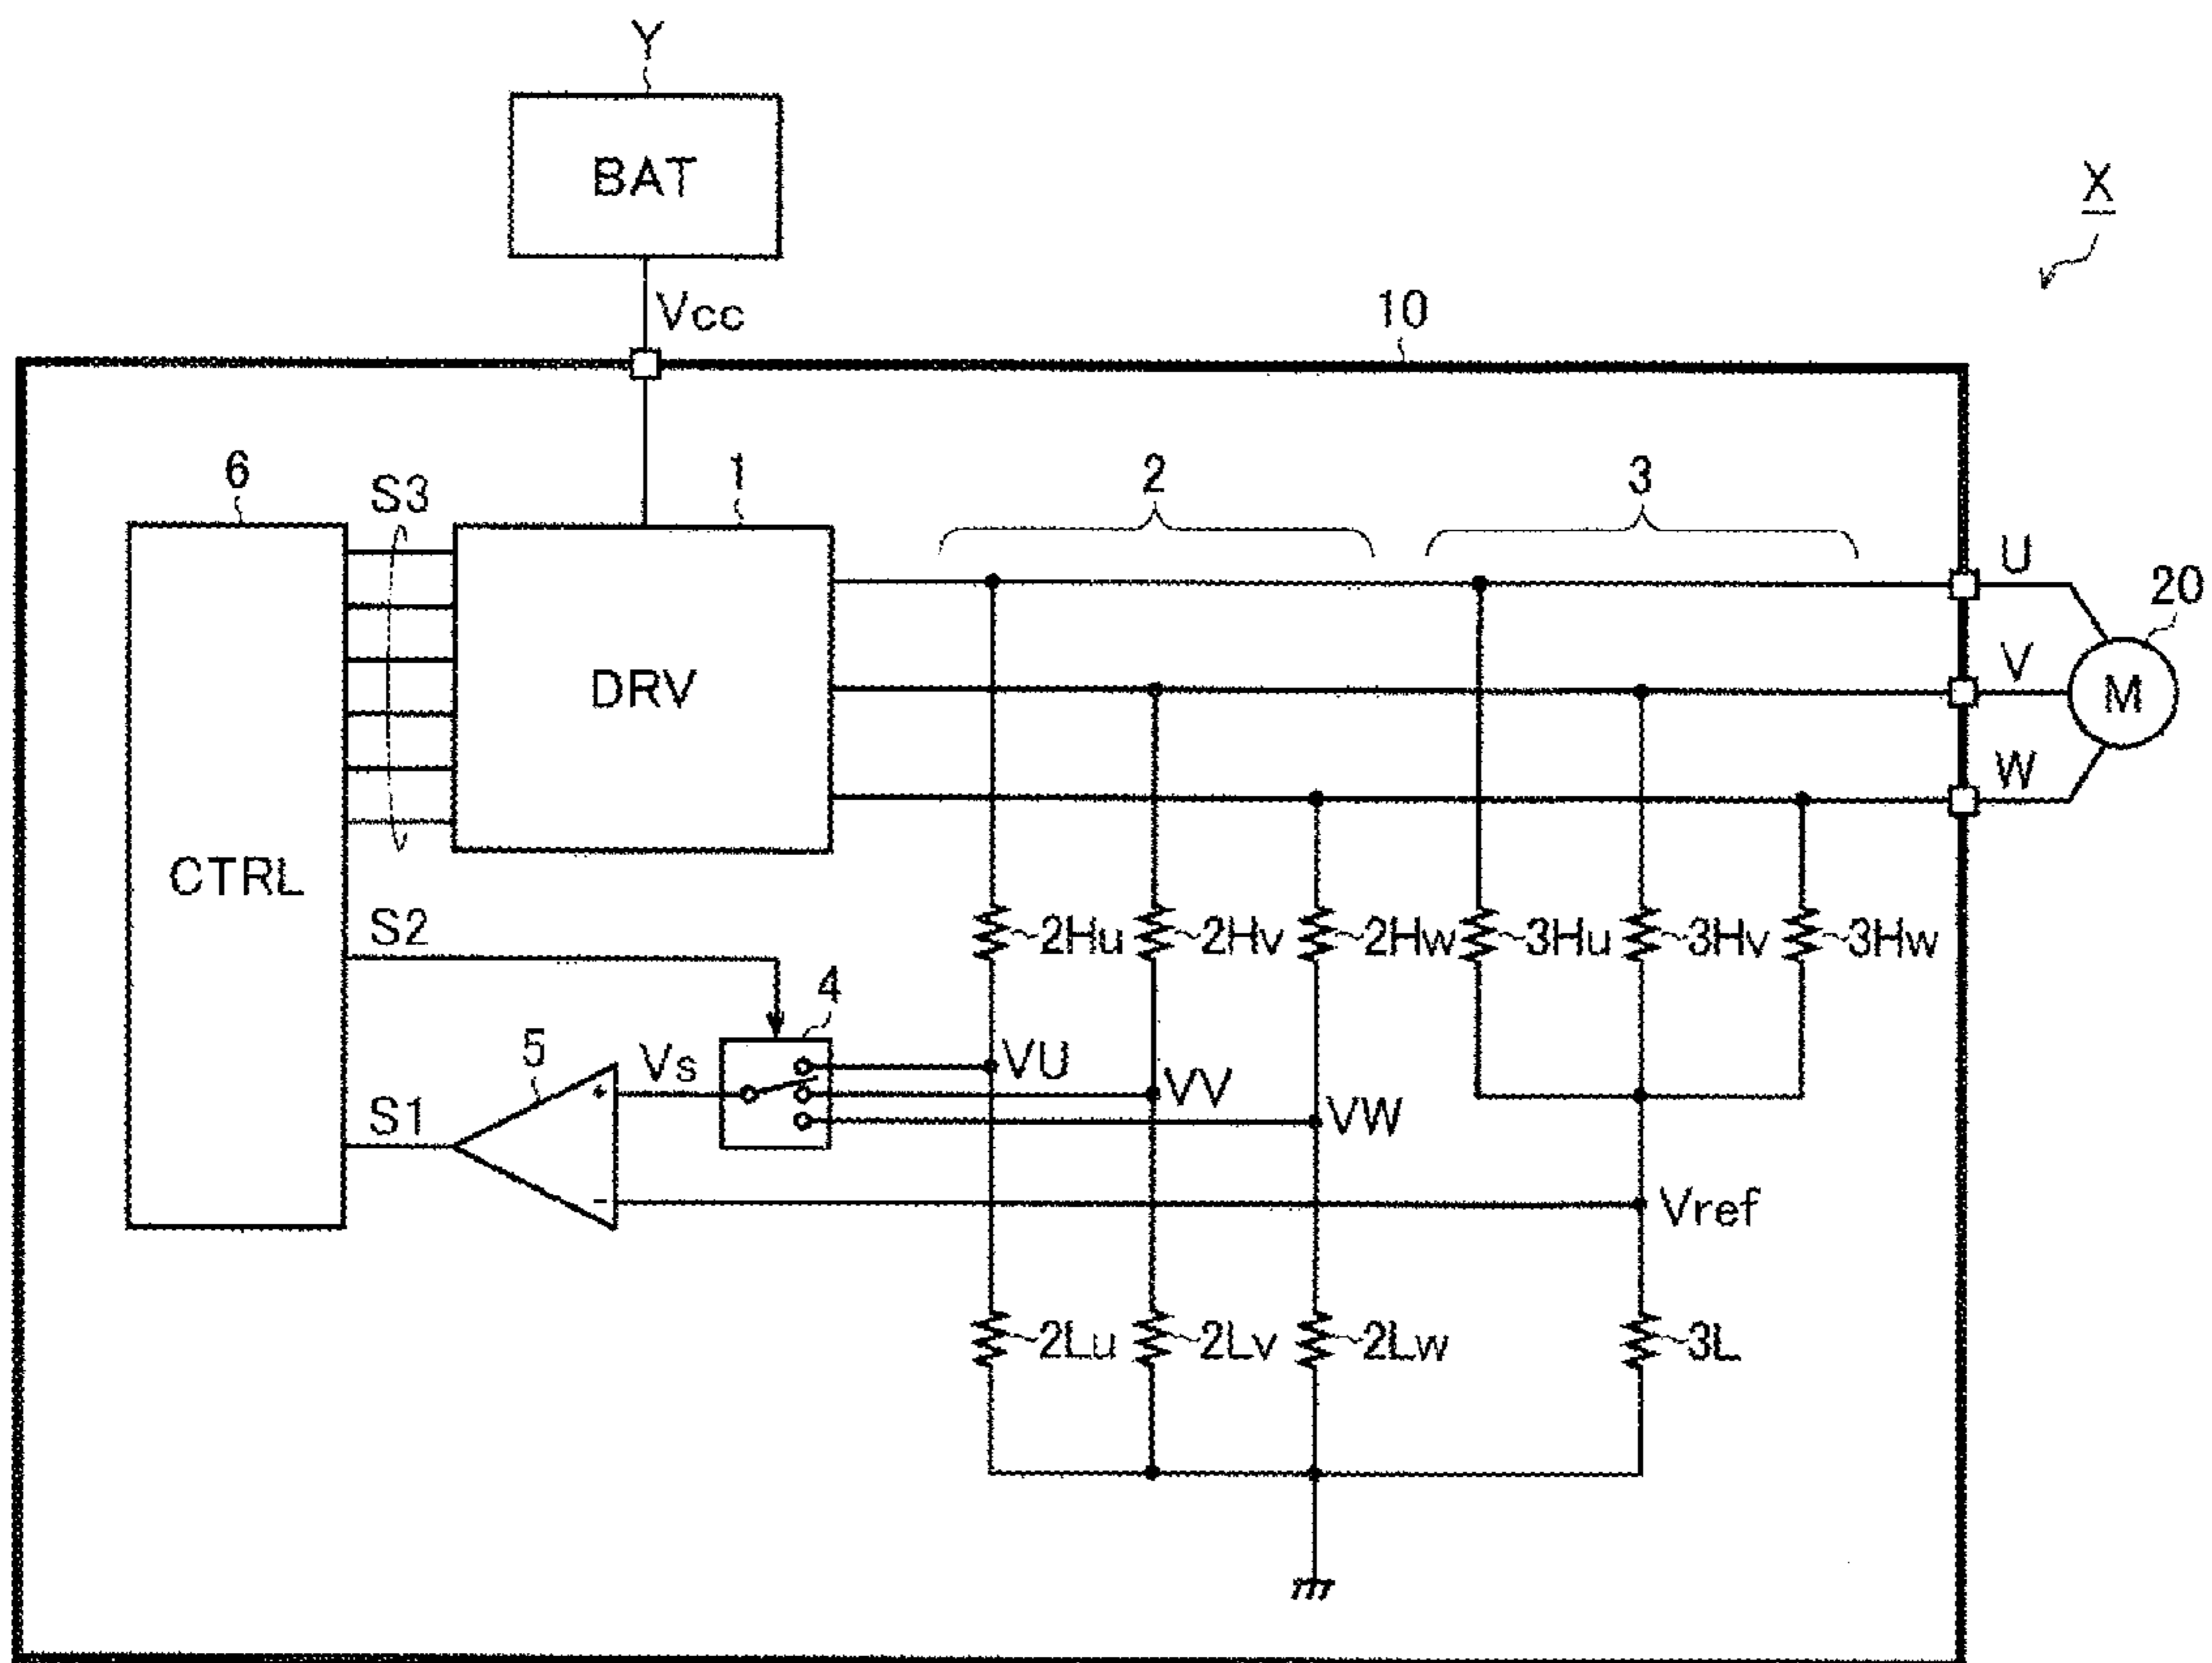 Y
BAT
X
Vcc
10
6
S3
1
2
3
U
20
V
DRV
M
W
CTRL
S2
2Hu
2Hv
2Hw
3Hu
3Hv
3Hw
4
5
Vs
VU
VV
S1
+
VW
-
Vref
2Lu
2Lv
2Lw
3L